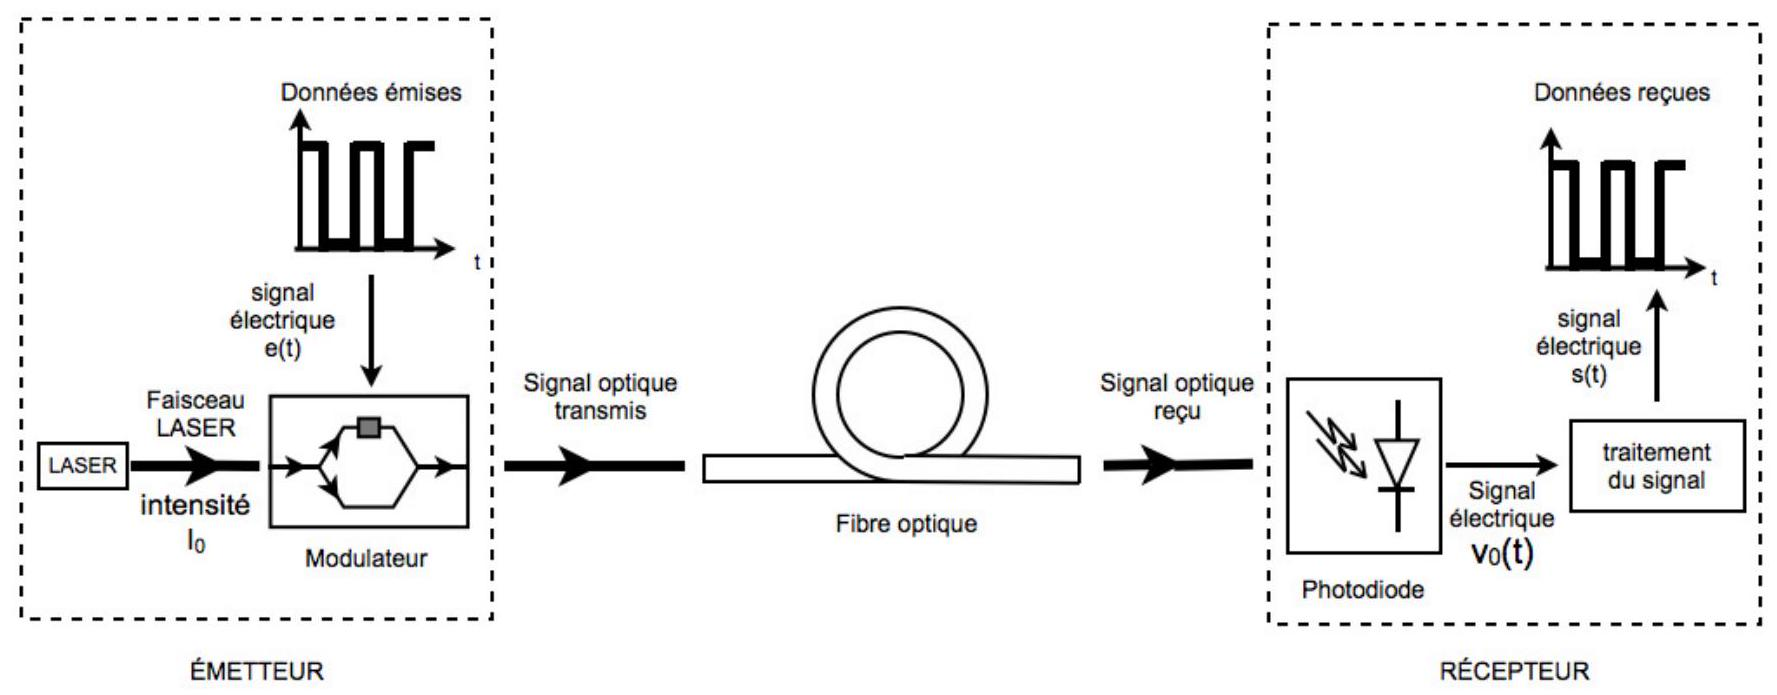 Données émises
t
signal
électrique
e(t)
Faisceau
LASER
LASER
intensité
I₀
Modulateur
ÉMETTEUR
Signal optique
transmis
Fibre optique
Signal optique
reçu
Données reçues
t
signal
électrique
s(t)
traitement
du signal
Signal
électrique
v₀(t)
Photodiode
RÉCEPTEUR